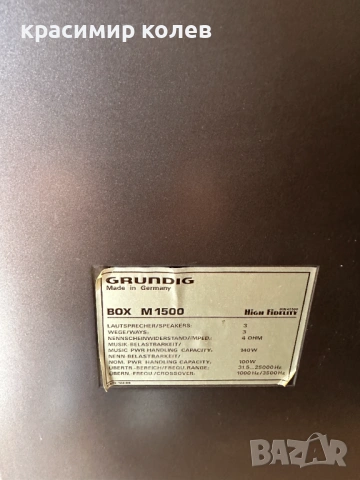 красимир колев
GRUNDIG
Made in Germany
BOX M 1500
HIGH FIDELITY
LAUTSPRECHER/SPEAKERS: 3
WEGE/WAYS: 3
NENNSCHEINWIDERSTAND/IMPED.: 4 OHM
MUSIK-BELASTBARKEIT/
MUSIC PWR HANDLING CAPACITY: 140W
NENN-BELASTBARKEIT/
NOM. PWR HANDLING CAPACITY: 100W
ÜBERTR.-BEREICH/FREQU.RANGE: 31.5...25000Hz
ÜBERN. FREQU./CROSSOVER: 1000Hz/3500Hz
BAZAR